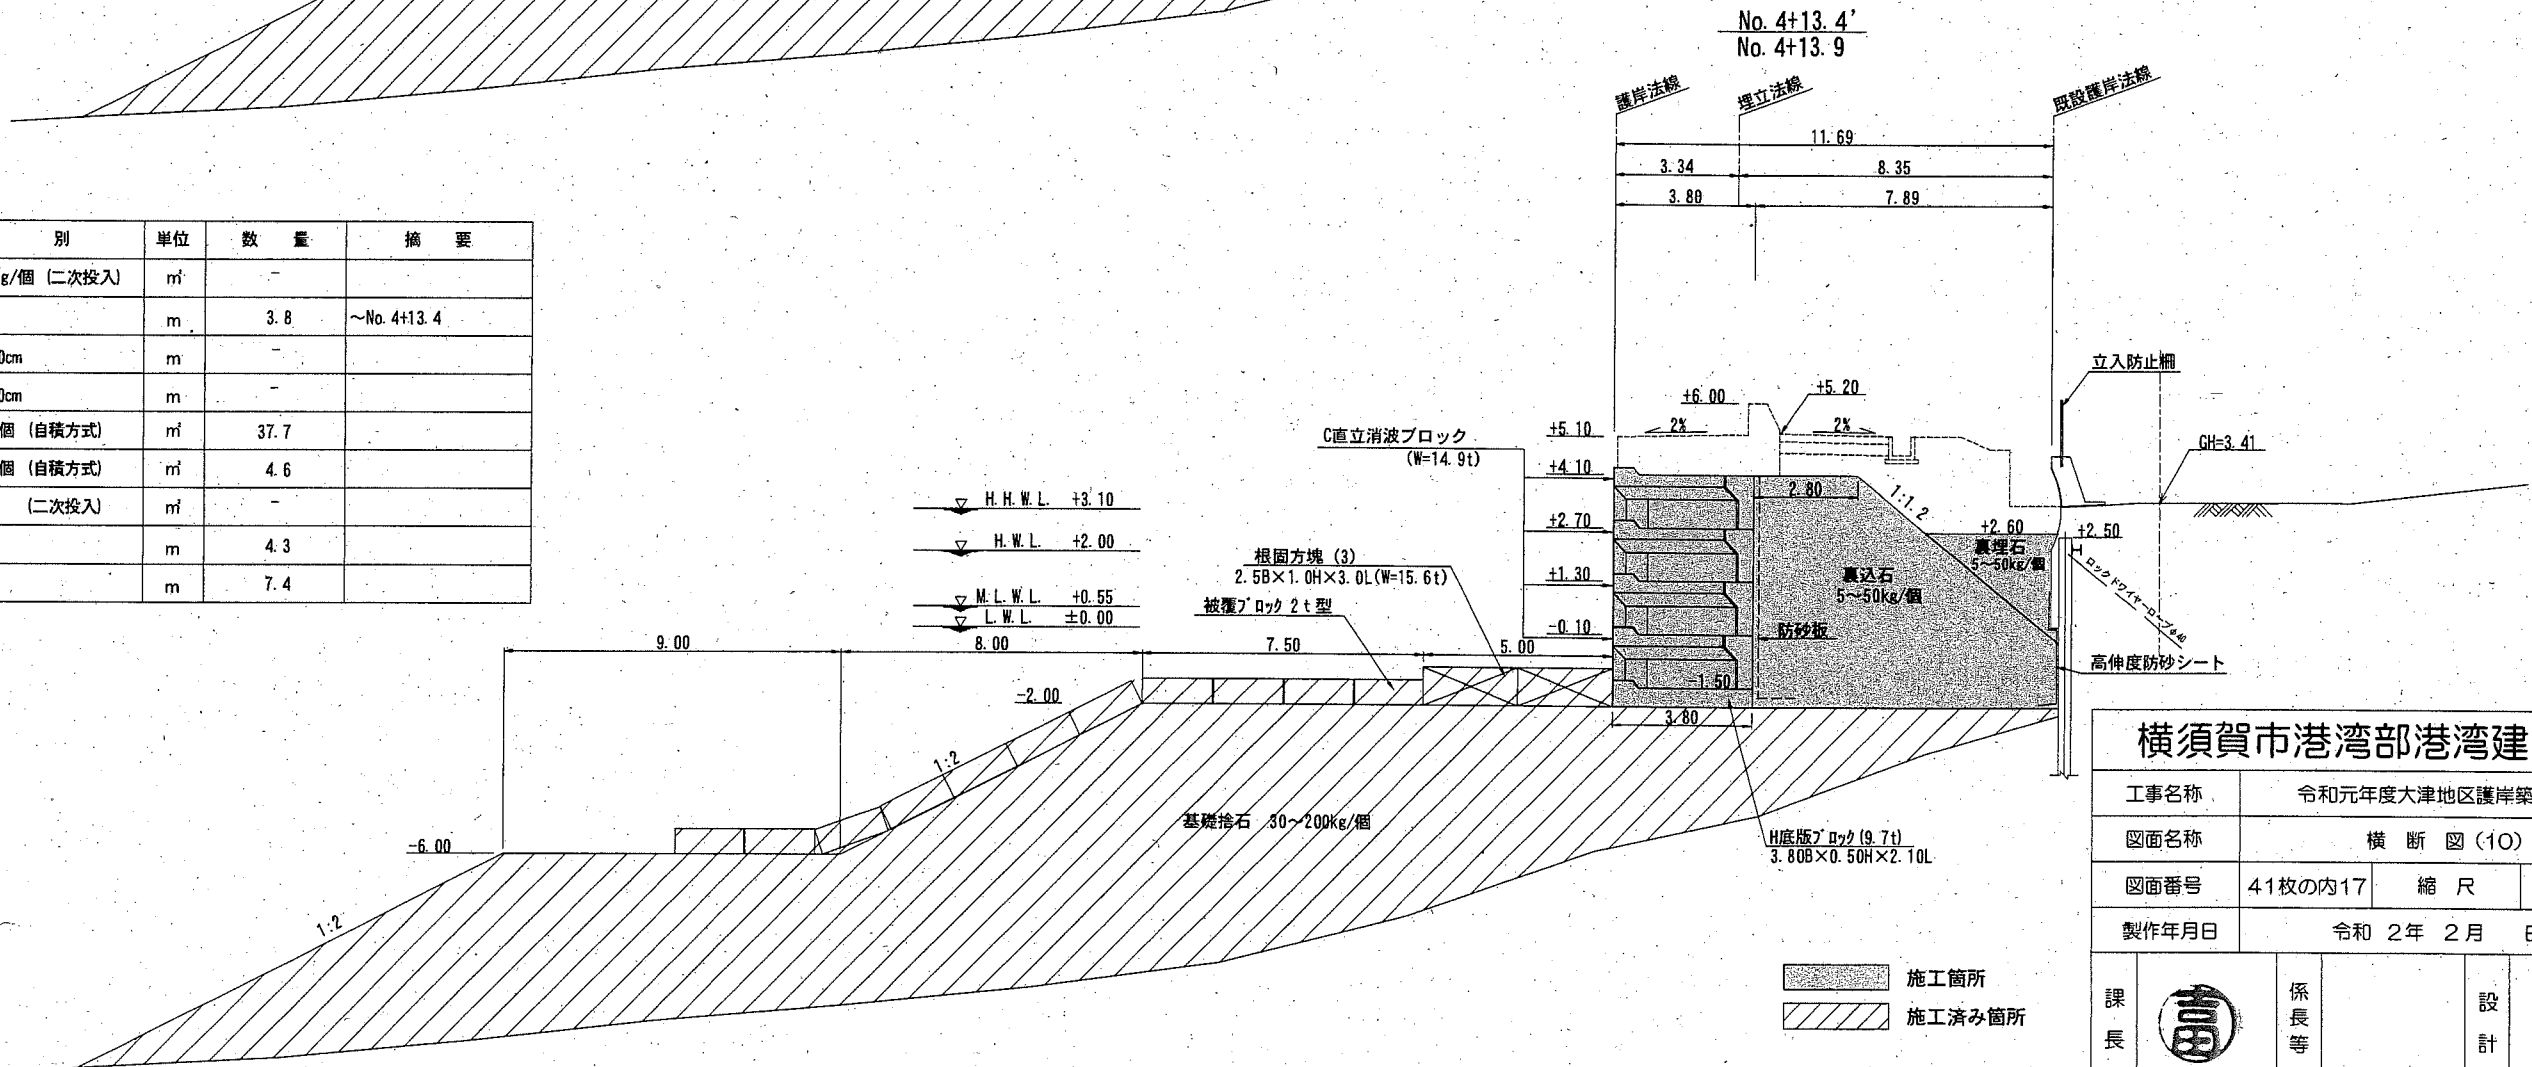 No. 4+13. 4'
No. 4+13. 9
護岸法線
埋立法線
既設護岸法線
11. 69
3. 34
8. 35
3. 80
7. 89
別
単位
数 量
摘 要
g/個 (二次投入)
㎥
-
m
3. 8
～No. 4+13. 4
0cm
m
-
0cm
m
-
個 (自積方式)
㎥
37. 7
個 (自積方式)
㎥
4. 6
(二次投入)
㎥
-
m
4. 3
m
7. 4
立入防止柵
+6. 00
+5. 20
C直立消波ブロック
(W=14. 9t)
+5. 10
2%
2%
GH=3. 41
+4. 10
H. H. W. L. +3. 10
2. 80
1:1. 2
+2. 70
+2. 60
+2. 50
H. W. L. +2. 00
根固方塊 (3)
2. 5B×1. 0H×3. 0L(W=15. 6t)
裏埋石
5～50kg/個
+1. 30
裏込石
5～50kg/個
ロックドワイヤーロープφ40
M. L. W. L. +0. 55
被覆ブロック 2t型
L. W. L. ±0. 00
-0. 10
防砂板
9. 00
8. 00
7. 50
5. 00
高伸度防砂シート
-2. 00
-1. 50
3. 80
1:2
基礎捨石 30～200kg/個
-6. 00
H底版ブロック(9. 7t)
3. 80B×0. 50H×2. 10L
1:2
施工箇所
施工済み箇所
横須賀市港湾部港湾建
工事名称
令和元年度大津地区護岸築
図面名称
横 断 図 (10)
図面番号
41枚の内17
縮 尺
製作年月日
令和 2年 2月
課長
係長等
設計